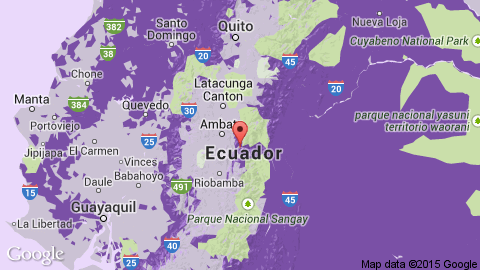 382
Santo
Domingo
Quito
Nueva Loja
38
20
45
Cuyabeno National Park
Chone
Latacunga
Canton
20
Manta
384
Quevedo
30
Portoviejo
Ambato
parque nacional yasuni
territorio waorani
Jipijapa
El Carmen
25
Ecuador
Vinces
15
Daule
Babahoyo
491
Riobamba
45
La Libertad
Guayaquil
Parque Nacional Sangay
40
25
Google
Map data ©2015 Google